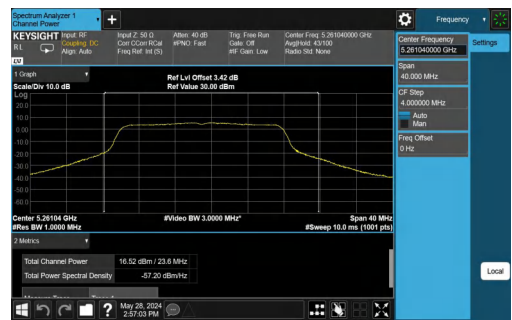 Spectrum Analyzer 1
Channel Power
Frequency
KEYSIGHT
RL
Input: RF
Coupling: DC
Align: Auto
Input Z: 50 Ω
Corr CCorr RCal
Freq Ref: Int (S)
Atten: 40 dB
#PNO: Fast
Trig: Free Run
Gate: Off
#IF Gain: Low
Center Freq: 5.261040000 GHz
Avg|Hold: 43/100
Radio Std: None
LW
1 Graph
Scale/Div 10.0 dB
Ref Lvl Offset 3.42 dB
Ref Value 30.00 dBm
Log
20.0
10.0
0.00
-10.0
-20.0
-30.0
-40.0
-50.0
-60.0
Center 5.26104 GHz
#Video BW 3.0000 MHz*
Span 40 MHz
#Res BW 1.0000 MHz
#Sweep 10.0 ms (1001 pts)
2 Metrics
Total Channel Power
16.52 dBm / 23.6 MHz
Total Power Spectral Density
-57.20 dBm/Hz
May 28, 2024
2:57:03 PM
Center Frequency
5.261040000 GHz
Settings
Span
40.000 MHz
CF Step
4.000000 MHz
Auto
Man
Freq Offset
0 Hz
Local